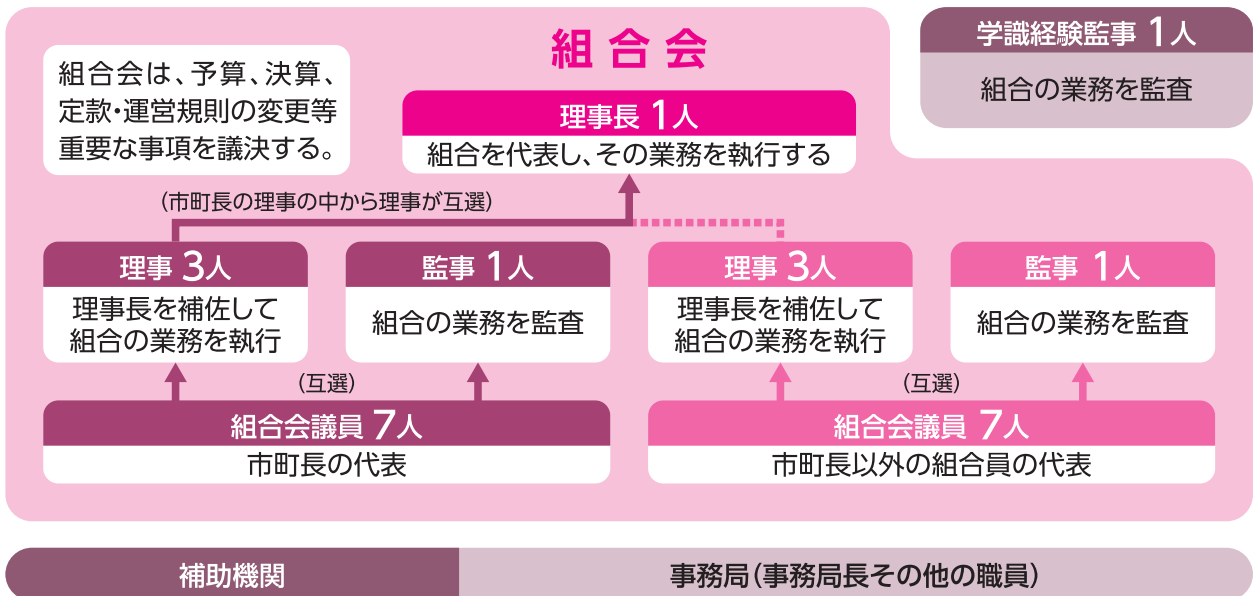 組合会
組合会は、予算、決算、
定款・運営規則の変更等
重要な事項を議決する。
学識経験監事 1人
組合の業務を監査
理事長 1人
組合を代表し、その業務を執行する
(市町長の理事の中から理事が互選)
理事 3人
理事長を補佐して
組合の業務を執行
監事 1人
組合の業務を監査
理事 3人
理事長を補佐して
組合の業務を執行
監事 1人
組合の業務を監査
(互選)
(互選)
組合会議員 7人
市町長の代表
組合会議員 7人
市町長以外の組合員の代表
補助機関
事務局(事務局長その他の職員)